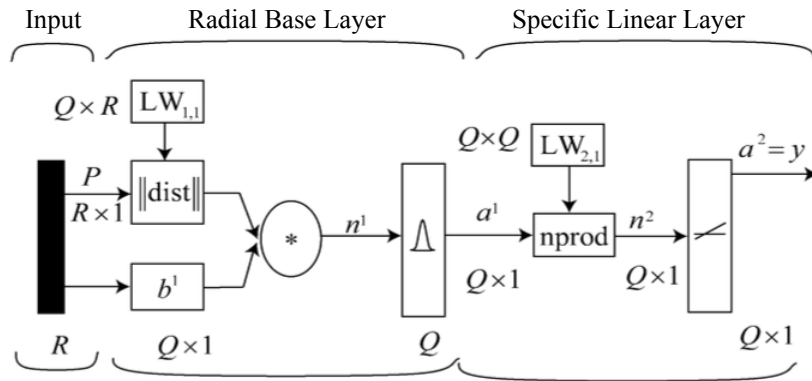 Input
Radial Base Layer
Specific Linear Layer
Q×R
LW1,1
Q×Q
LW2,1
a²=y
P
R×1
‖dist‖
*
n¹
a¹
nprod
n²
b¹
Q×1
Q×1
R
Q×1
Q
Q×1